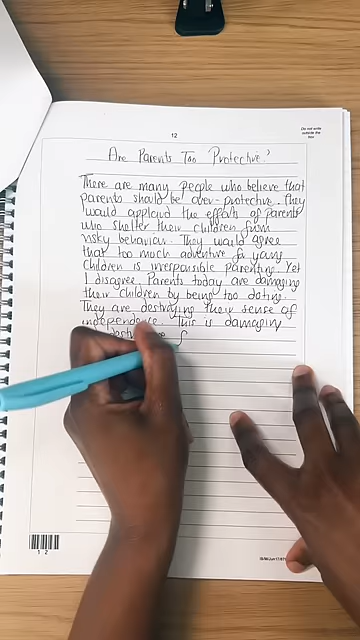 12
Do not write
outside the
box
Are Parents Too Protective?
There are many people who believe that
parents should be over-protective. They
would applaud the efforts of parents
who shelter their children from
risky behaviour. They would agree
that too much adventure for young
children is irresponsible parenting. Yet
I disagree. Parents today are damaging
their children by being too doting.
They are destroying their sense of
independence. This is damaging
1 2